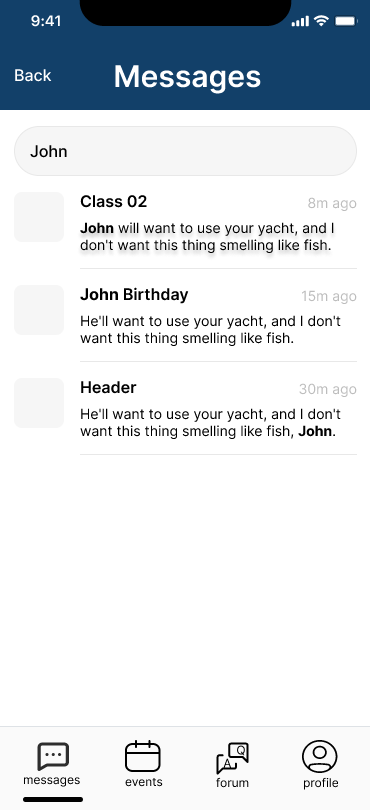 9:41
Back
Messages
John
Class 02
8m ago
John will want to use your yacht, and I
don't want this thing smelling like fish.
John Birthday
15m ago
He'll want to use your yacht, and I don't
want this thing smelling like fish.
Header
30m ago
He'll want to use your yacht, and I don't
want this thing smelling like fish, John.
messages
events
Q
A
forum
profile